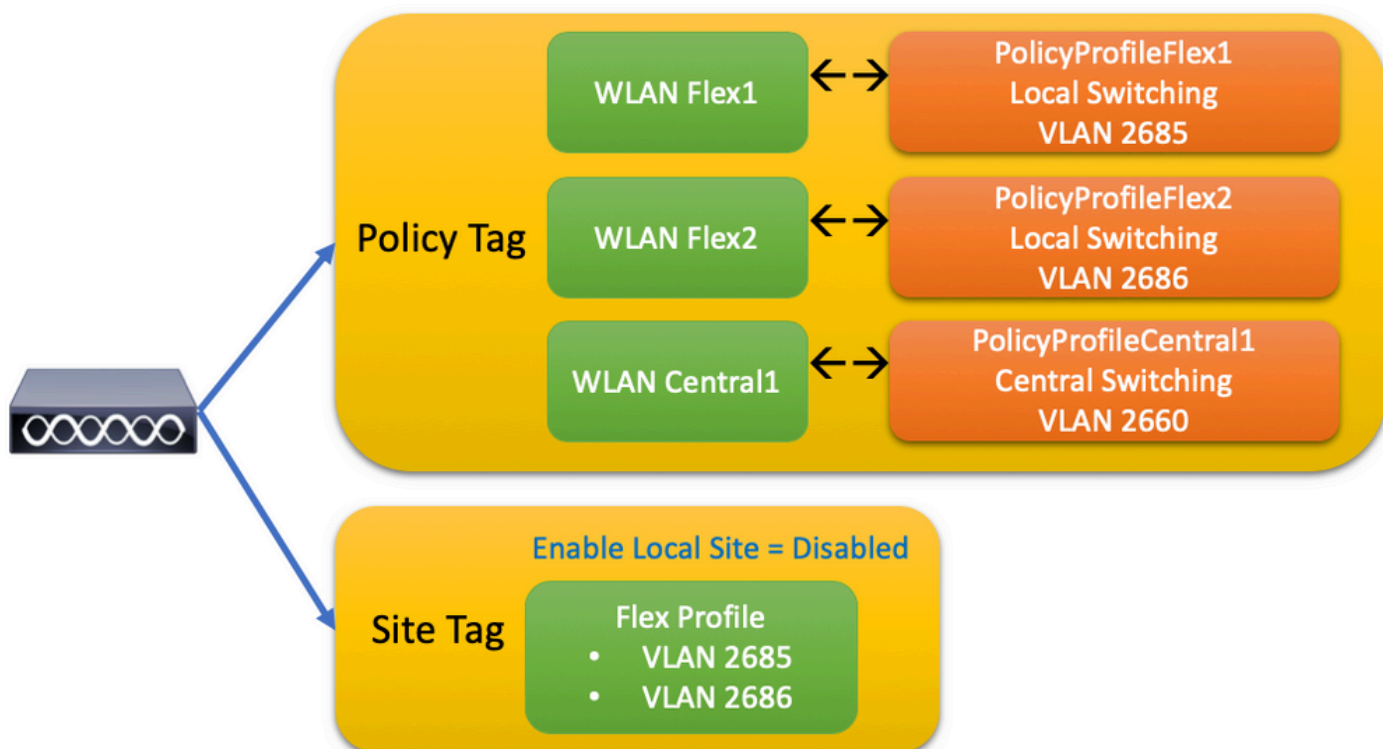 Policy Tag
WLAN Flex1
PolicyProfileFlex1
Local Switching
VLAN 2685
WLAN Flex2
PolicyProfileFlex2
Local Switching
VLAN 2686
WLAN Central1
PolicyProfileCentral1
Central Switching
VLAN 2660
Site Tag
Enable Local Site = Disabled
Flex Profile
• VLAN 2685
• VLAN 2686